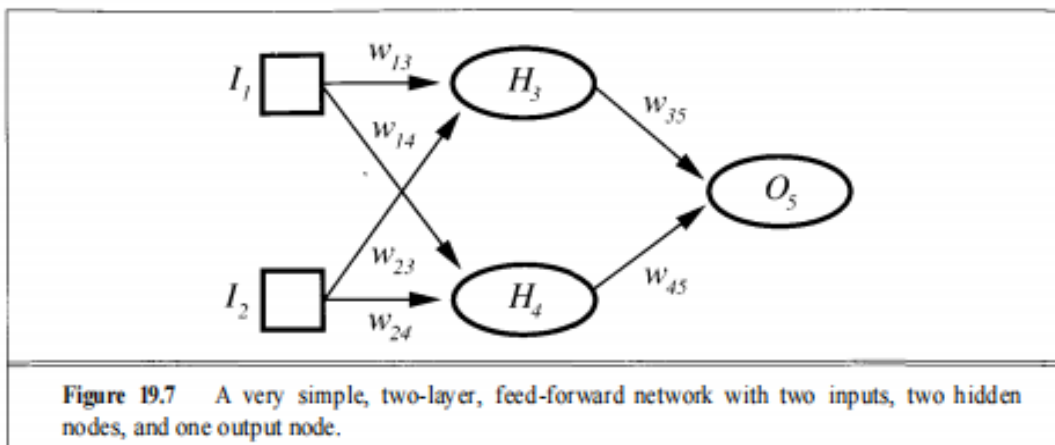 I1
w13
H3
w14
w35
O5
w23
w45
I2
w24
H4
Figure 19.7 A very simple, two-layer, feed-forward network with two inputs, two hidden
nodes, and one output node.